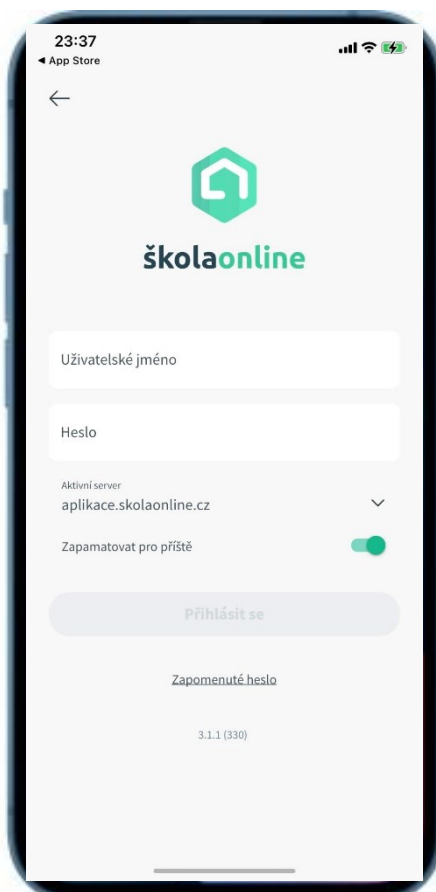 23:37
◄ App Store
školaonline
Uživatelské jméno
Heslo
Aktivní server
aplikace.skolaonline.cz
Zapamatovat pro příště
Přihlásit se
Zapomenuté heslo
3.1.1 (330)